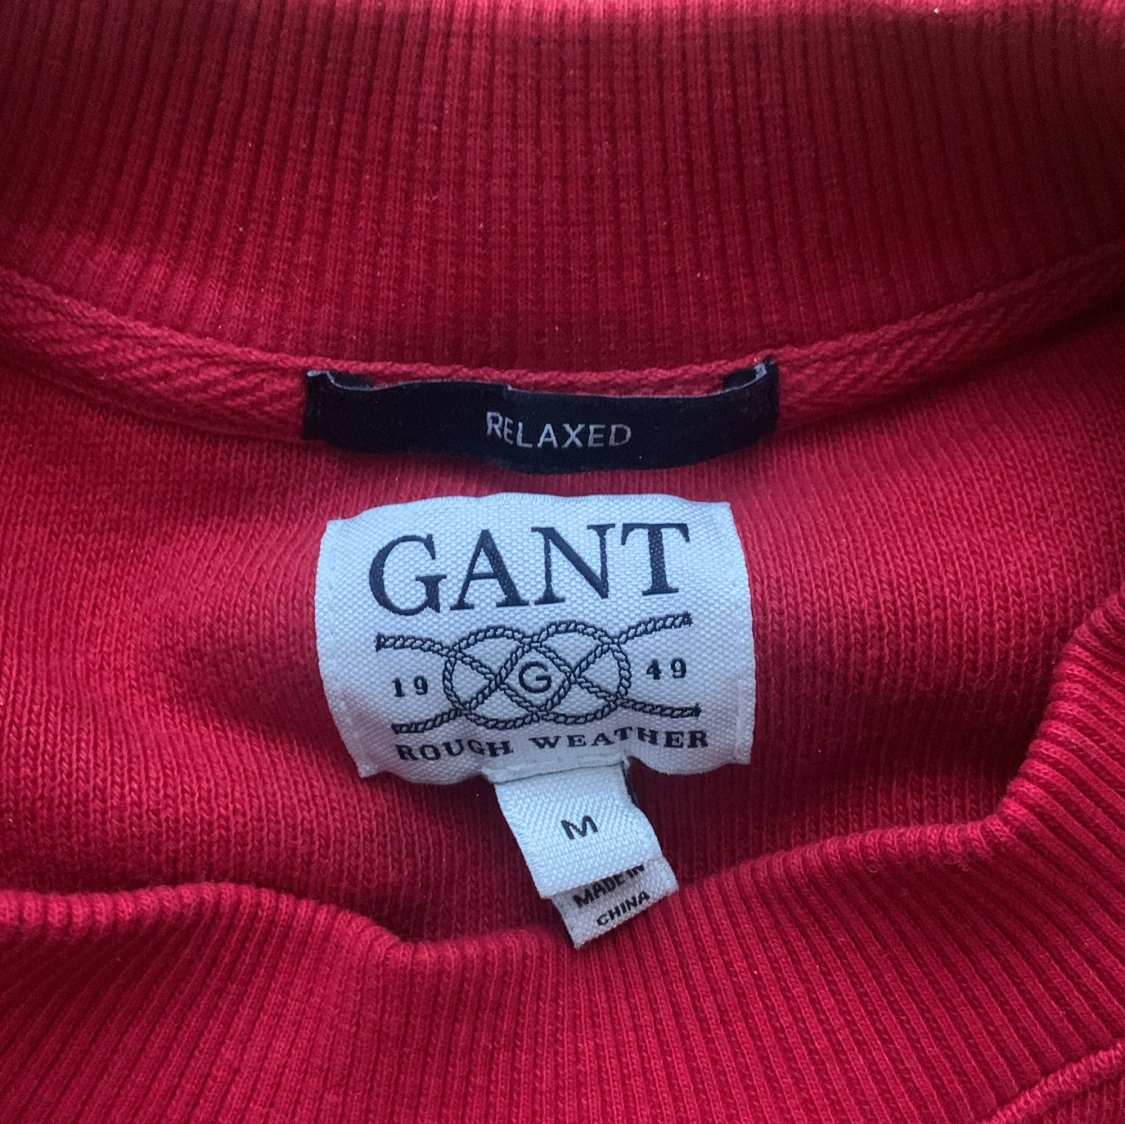 RELAXED
GANT
19 G 49
ROUGH WEATHER
M
MADE IN
CHINA